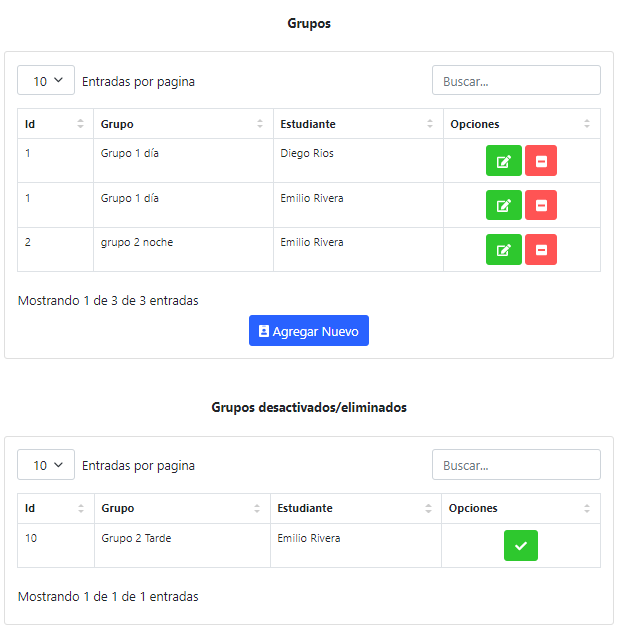 Grupos
10 Entradas por pagina Buscar...
Id Grupo Estudiante Opciones
1 Grupo 1 día Diego Rios
1 Grupo 1 día Emilio Rivera
2 grupo 2 noche Emilio Rivera
Mostrando 1 de 3 de 3 entradas
Agregar Nuevo
Grupos desactivados/eliminados
10 Entradas por pagina Buscar...
Id Grupo Estudiante Opciones
10 Grupo 2 Tarde Emilio Rivera
Mostrando 1 de 1 de 1 entradas